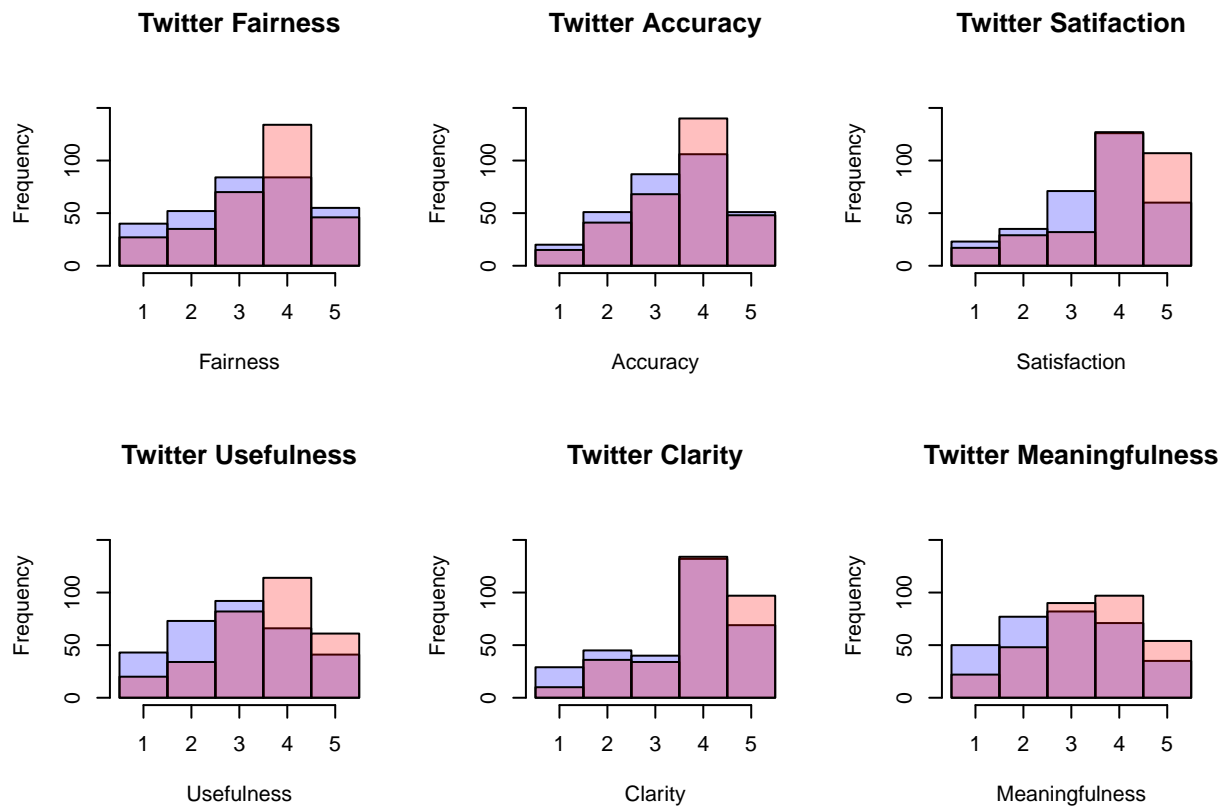 Twitter Fairness
Frequency
0 50 100
1 2 3 4 5
Fairness
Twitter Accuracy
Frequency
0 50 100
1 2 3 4 5
Accuracy
Twitter Satifaction
Frequency
0 50 100
1 2 3 4 5
Satisfaction
Twitter Usefulness
Frequency
0 50 100
1 2 3 4 5
Usefulness
Twitter Clarity
Frequency
0 50 100
1 2 3 4 5
Clarity
Twitter Meaningfulness
Frequency
0 50 100
1 2 3 4 5
Meaningfulness